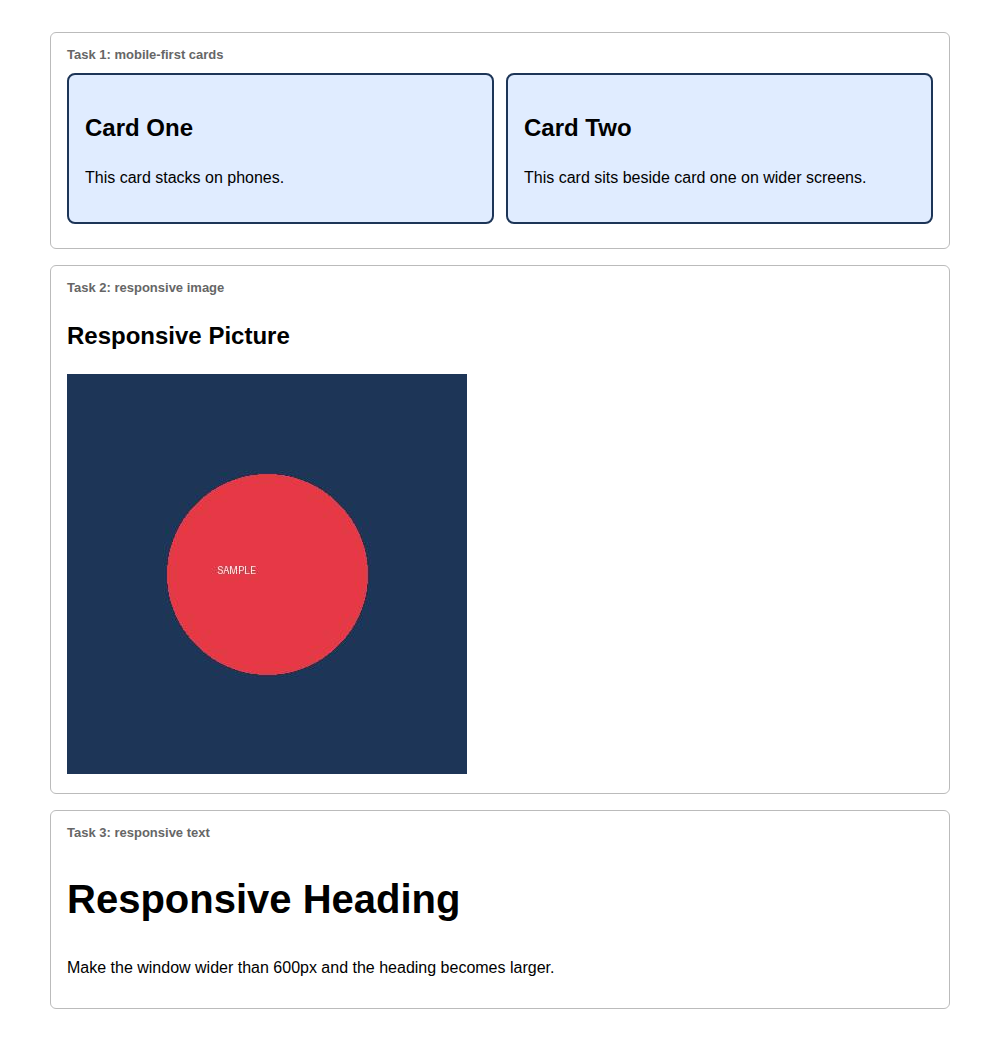 Task 1: mobile-first cards
Card One
This card stacks on phones.
Card Two
This card sits beside card one on wider screens.
Task 2: responsive image
Responsive Picture
SAMPLE
Task 3: responsive text
Responsive Heading
Make the window wider than 600px and the heading becomes larger.